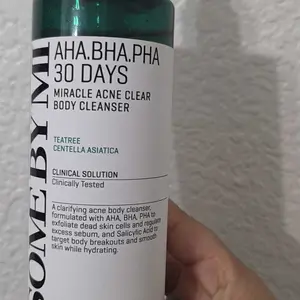 SOME BY MI
AHA.BHA.PHA
30 DAYS
MIRACLE ACNE CLEAR
BODY CLEANSER
TEATREE
CENTELLA ASIATICA
CLINICAL SOLUTION
Clinically Tested
A clarifying acne body cleanser,
formulated with AHA, BHA, PHA to
exfoliate dead skin cells and regulate
excess sebum, and Salicylic Acid to
target body breakouts and smooth
skin while hydrating.